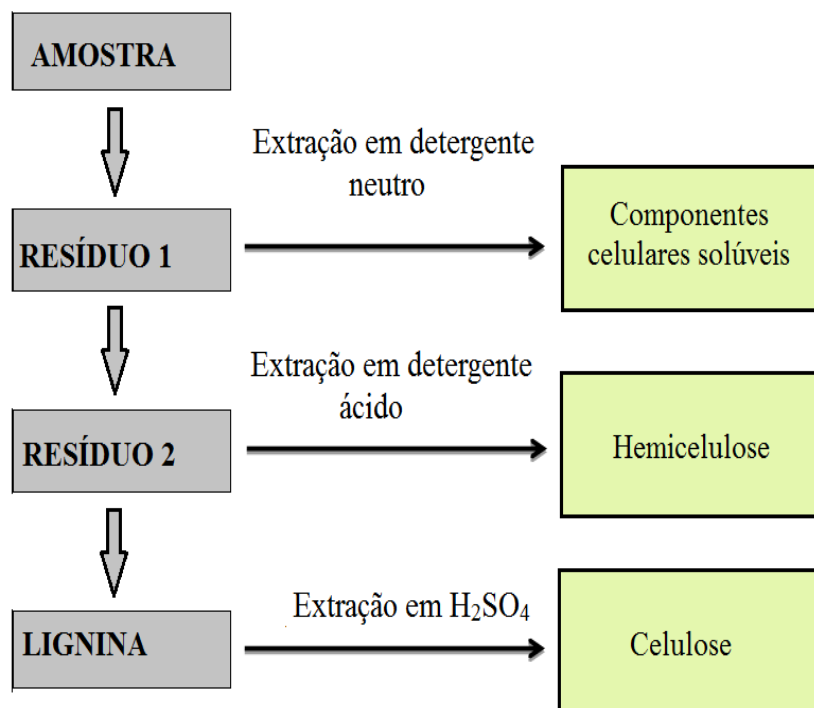 AMOSTRA
Extração em detergente
neutro
RESÍDUO 1
Componentes
celulares solúveis
Extração em detergente
ácido
RESÍDUO 2
Hemicelulose
Extração em H₂SO₄
LIGNINA
Celulose